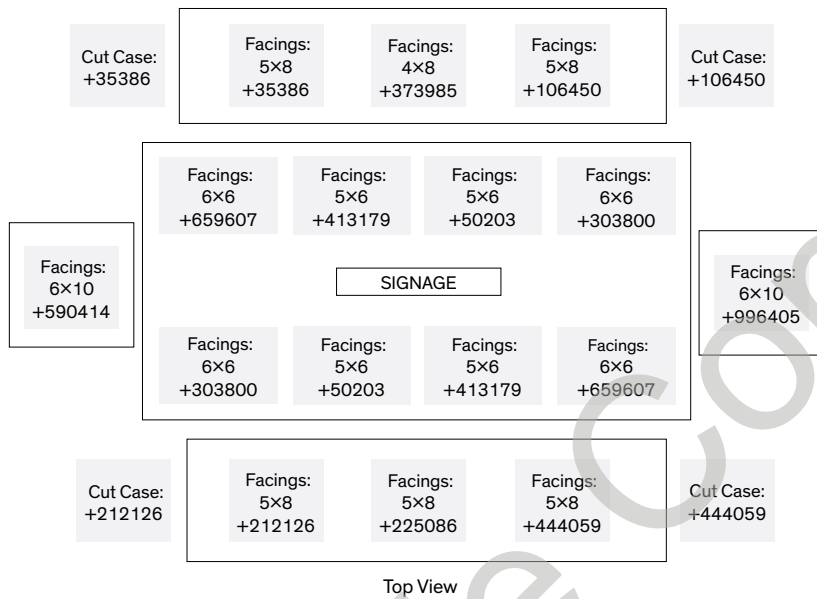 Cut Case:
+35386
Facings:
5×8
+35386
Facings:
4×8
+373985
Facings:
5×8
+106450
Cut Case:
+106450
Facings:
6×6
+659607
Facings:
5×6
+413179
Facings:
5×6
+50203
Facings:
6×6
+303800
Facings:
6×10
+590414
SIGNAGE
Facings:
6×10
+996405
Facings:
6×6
+303800
Facings:
5×6
+50203
Facings:
5×6
+413179
Facings:
6×6
+659607
Cut Case:
+212126
Facings:
5×8
+212126
Facings:
5×8
+225086
Facings:
5×8
+444059
Cut Case:
+444059
Top View